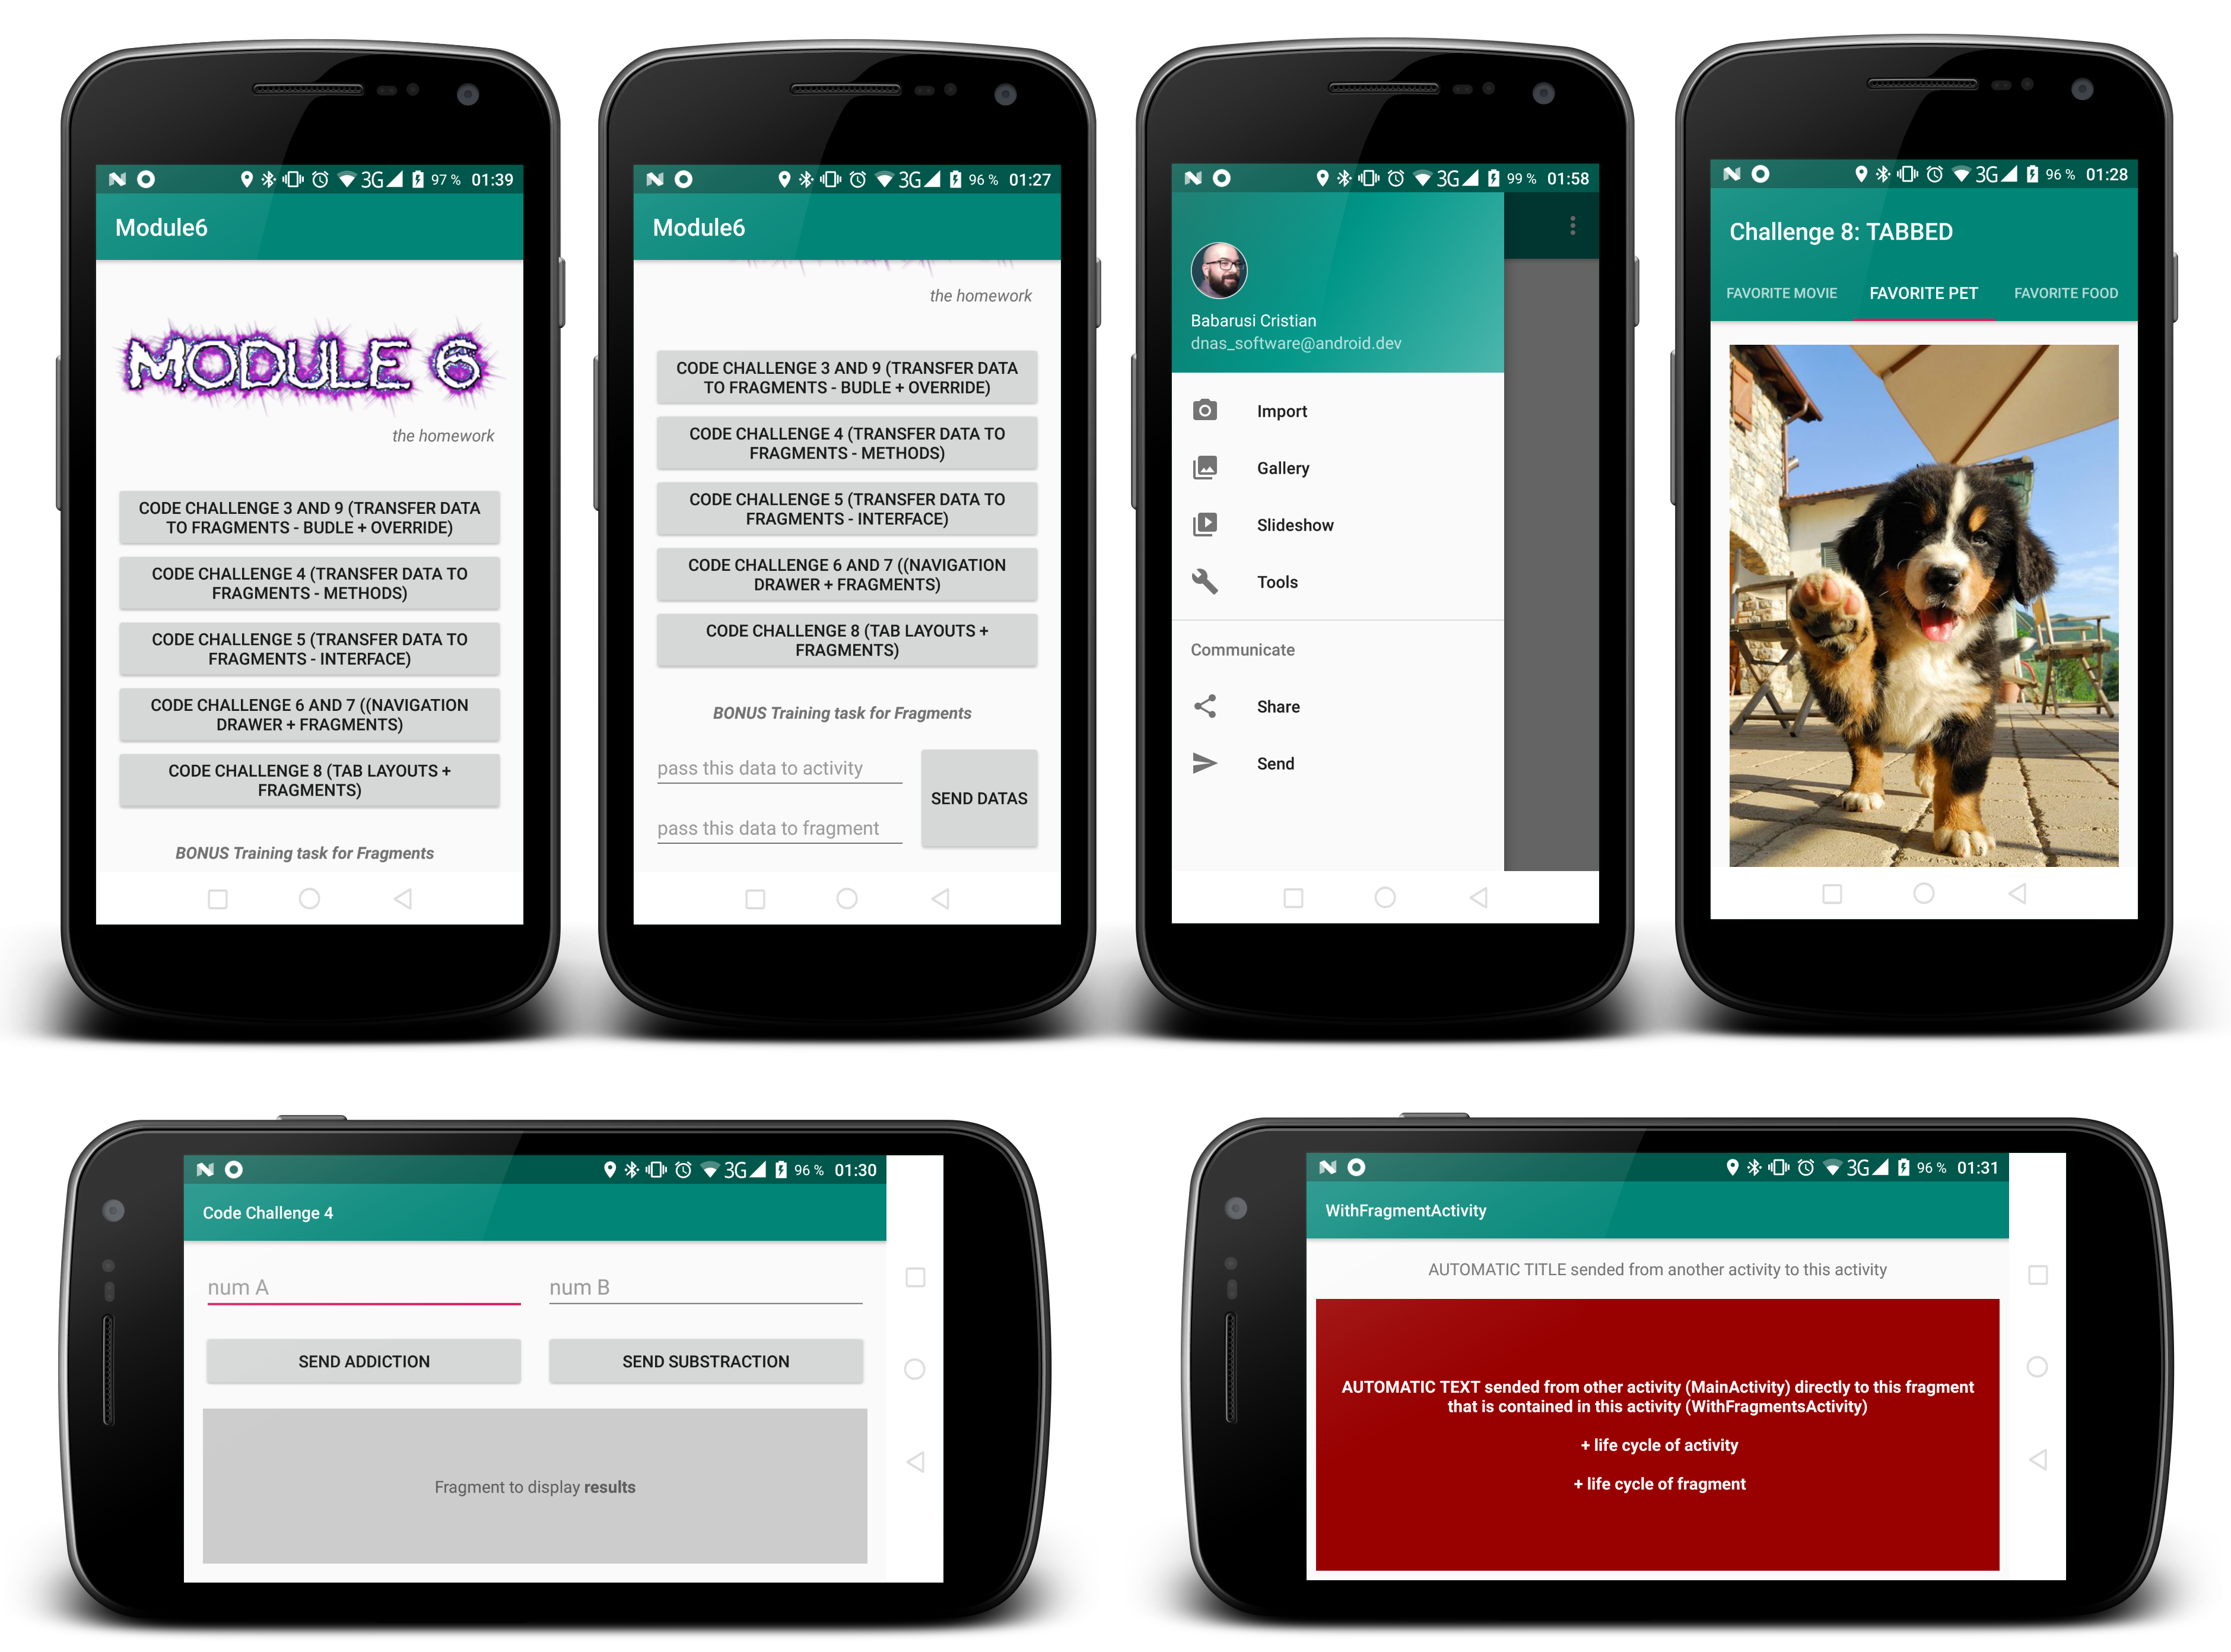 3G 97 % 01:39
Module6
MODULE 6
the homework
CODE CHALLENGE 3 AND 9 (TRANSFER DATA
TO FRAGMENTS - BUDLE + OVERRIDE)
CODE CHALLENGE 4 (TRANSFER DATA TO
FRAGMENTS - METHODS)
CODE CHALLENGE 5 (TRANSFER DATA TO
FRAGMENTS - INTERFACE)
CODE CHALLENGE 6 AND 7 ((NAVIGATION
DRAWER + FRAGMENTS)
CODE CHALLENGE 8 (TAB LAYOUTS +
FRAGMENTS)
BONUS Training task for Fragments
3G 96 % 01:27
Module6
the homework
CODE CHALLENGE 3 AND 9 (TRANSFER DATA
TO FRAGMENTS - BUDLE + OVERRIDE)
CODE CHALLENGE 4 (TRANSFER DATA TO
FRAGMENTS - METHODS)
CODE CHALLENGE 5 (TRANSFER DATA TO
FRAGMENTS - INTERFACE)
CODE CHALLENGE 6 AND 7 ((NAVIGATION
DRAWER + FRAGMENTS)
CODE CHALLENGE 8 (TAB LAYOUTS +
FRAGMENTS)
BONUS Training task for Fragments
pass this data to activity
SEND DATAS
pass this data to fragment
3G 99 % 01:58
Babarusi Cristian
dnas_software@android.dev
Import
Gallery
Slideshow
Tools
Communicate
Share
Send
3G 96 % 01:28
Challenge 8: TABBED
FAVORITE MOVIE FAVORITE PET FAVORITE FOOD
3G 96 % 01:30
Code Challenge 4
num A num B
SEND ADDICTION SEND SUBSTRACTION
Fragment to display results
3G 96 % 01:31
WithFragmentActivity
AUTOMATIC TITLE sended from another activity to this activity
AUTOMATIC TEXT sended from other activity (MainActivity) directly to this fragment
that is contained in this activity (WithFragmentsActivity)
+ life cycle of activity
+ life cycle of fragment